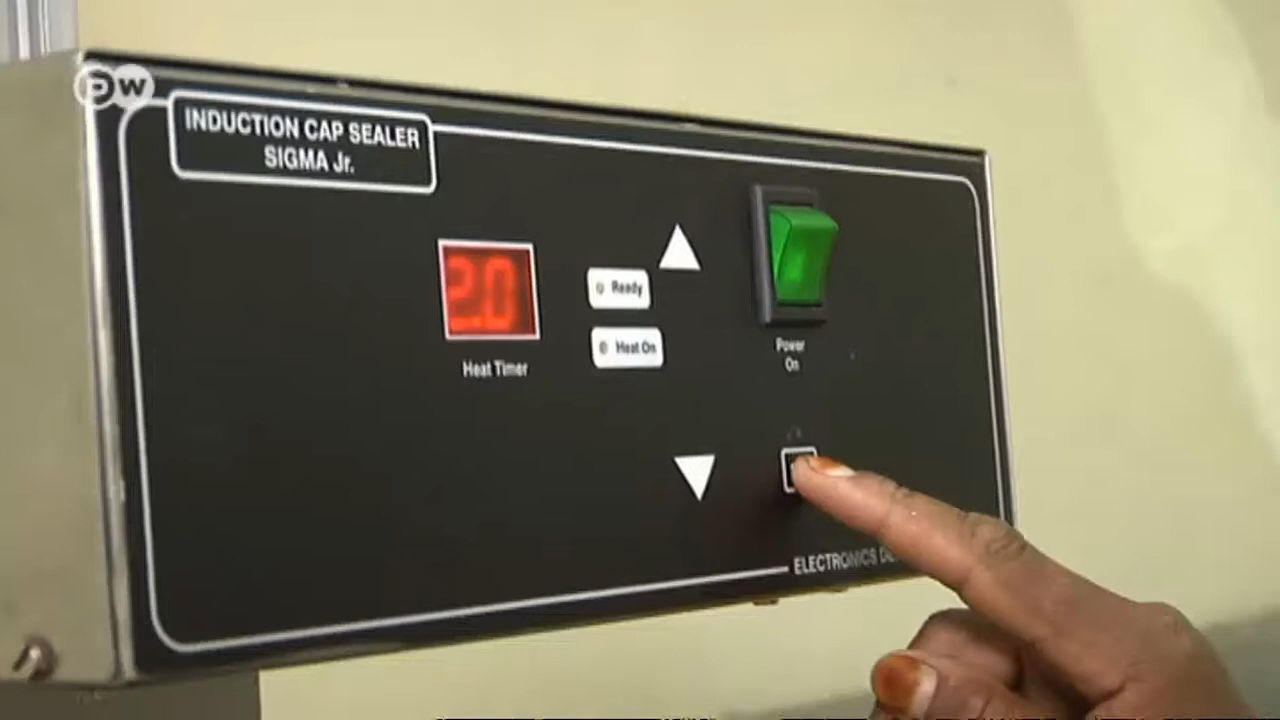 DW
INDUCTION CAP SEALER
SIGMA Jr.
2.0
Heat Timer
Ready
Heat On
Power
On
ELECTRONICS